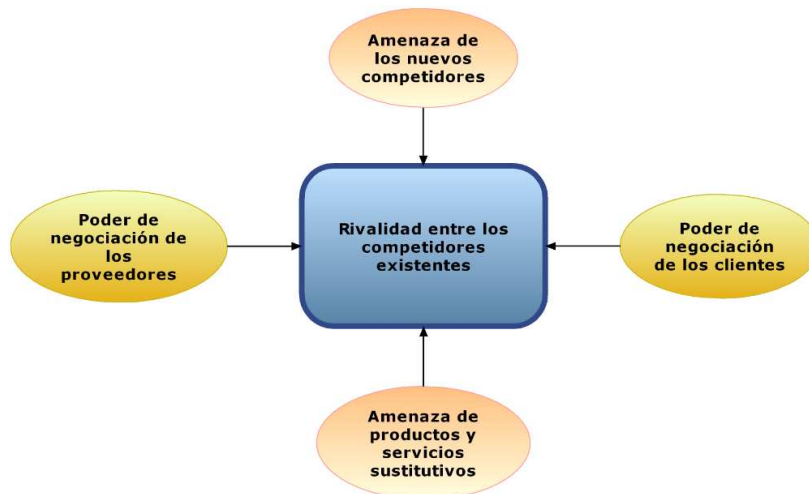 Amenaza de
los nuevos
competidores
Poder de
negociación de
los
proveedores
Rivalidad entre los
competidores
existentes
Poder de
negociación
de los clientes
Amenaza de
productos y
servicios
sustitutivos